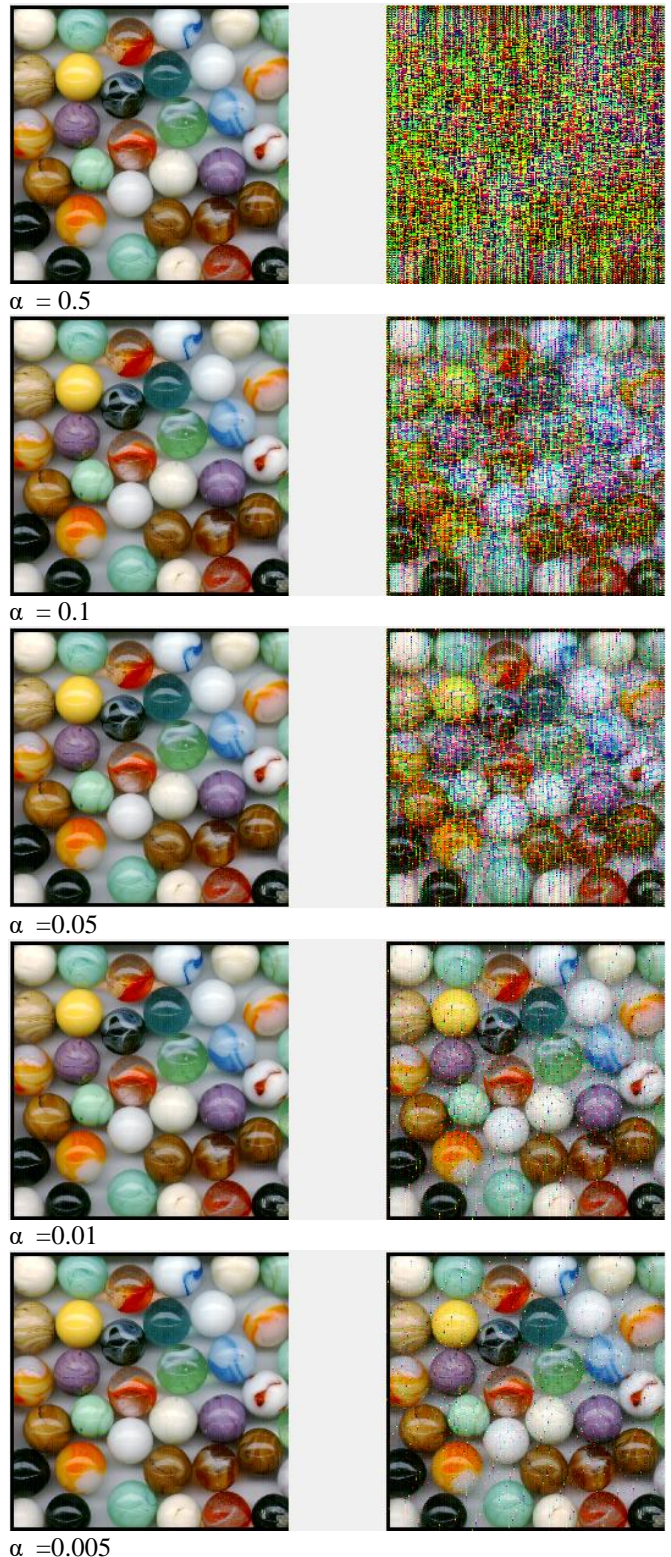 α = 0.5
α = 0.1
α =0.05
α =0.01
α =0.005